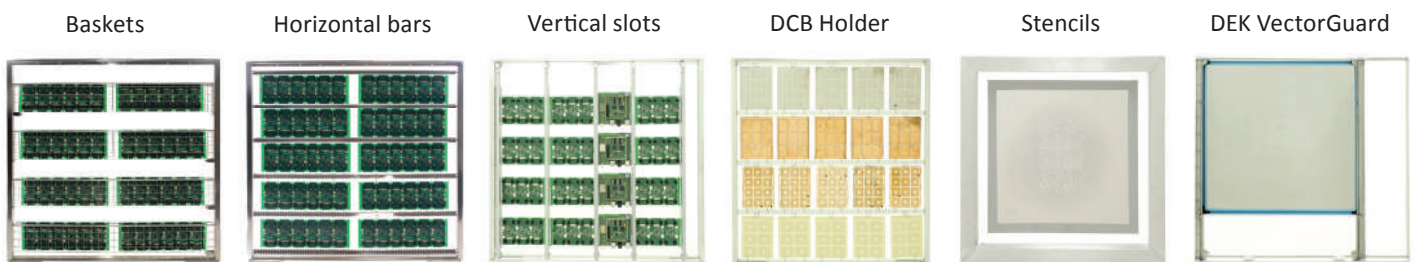 Baskets
Horizontal bars
Vertical slots
DCB Holder
Stencils
DEK VectorGuard